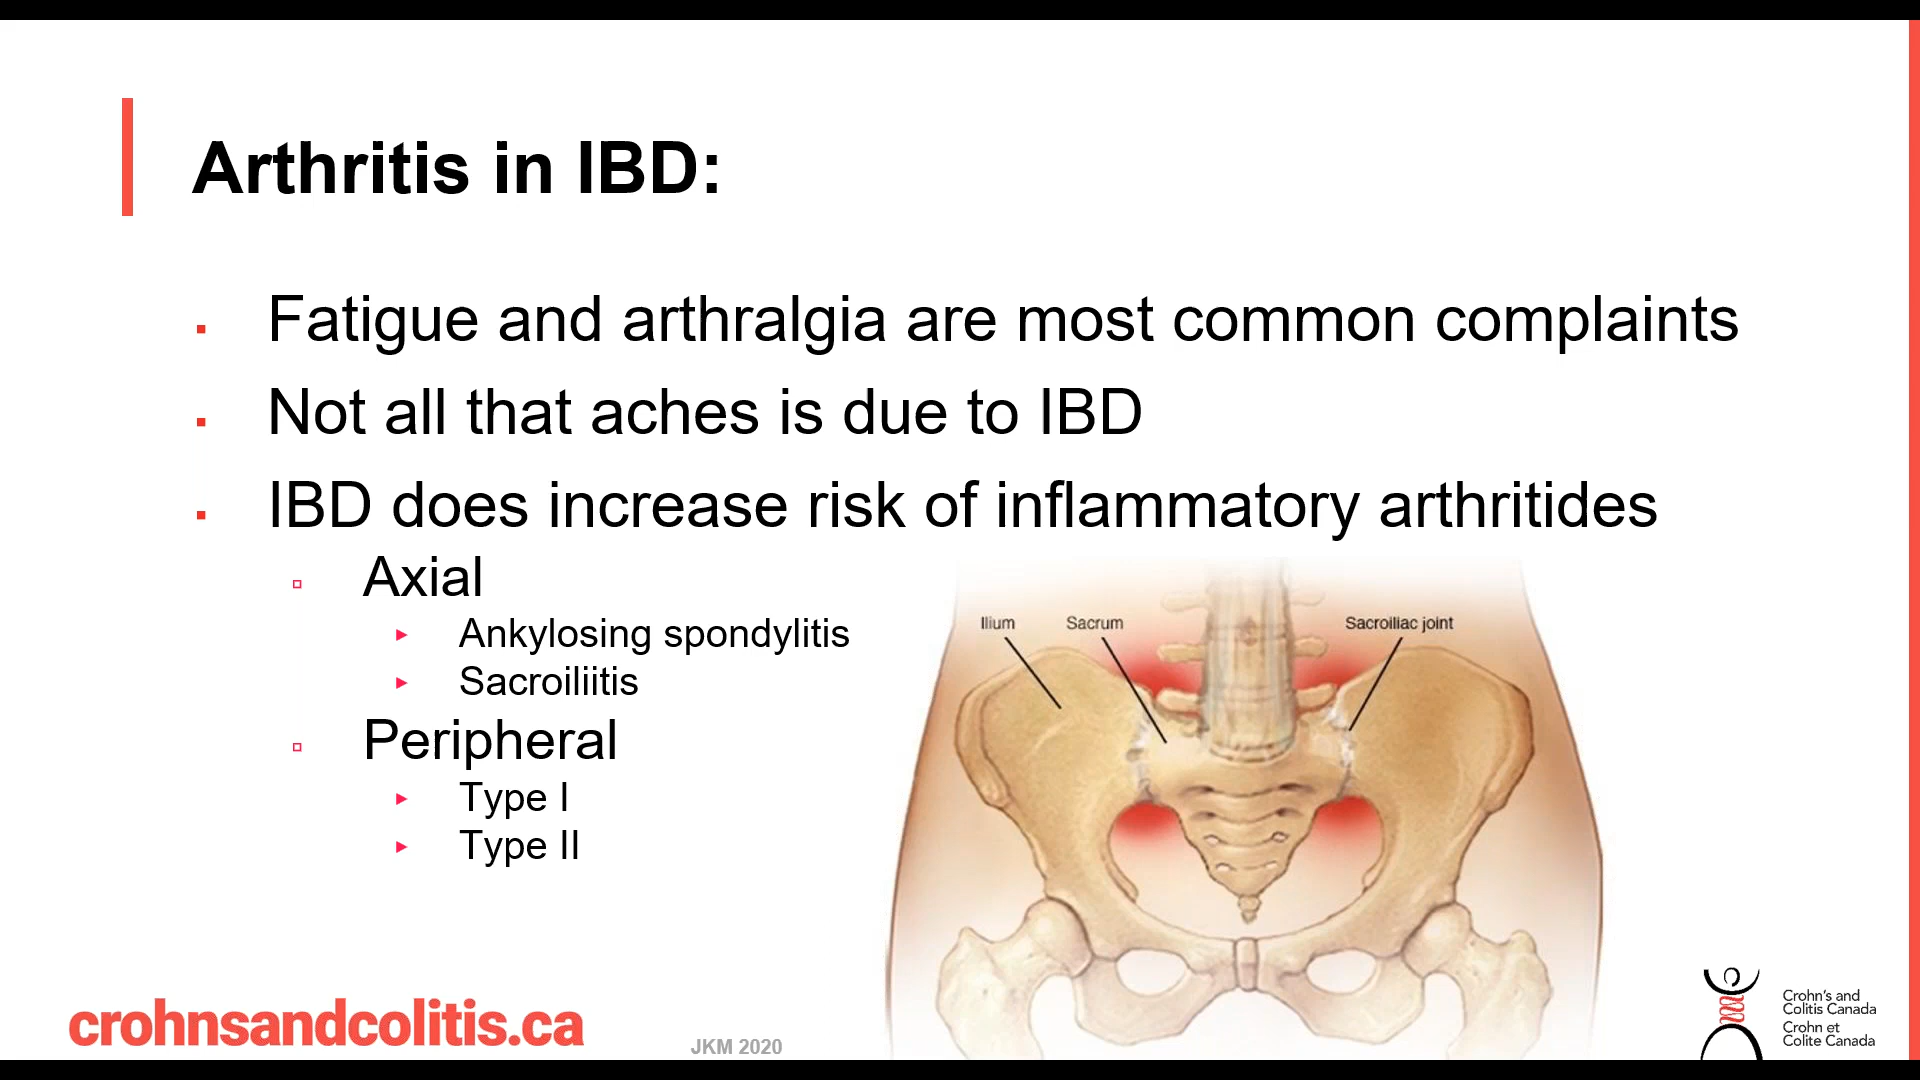 Arthritis in IBD:
Fatigue and arthralgia are most common complaints
Not all that aches is due to IBD
IBD does increase risk of inflammatory arthritides
Axial
Ankylosing spondylitis
Sacroiliitis
Peripheral
Type I
Type II
Ilium
Sacrum
Sacroiliac joint
crohnsandcolitis.ca
JKM 2020
Crohn's and
Colitis Canada
Crohn et
Colite Canada